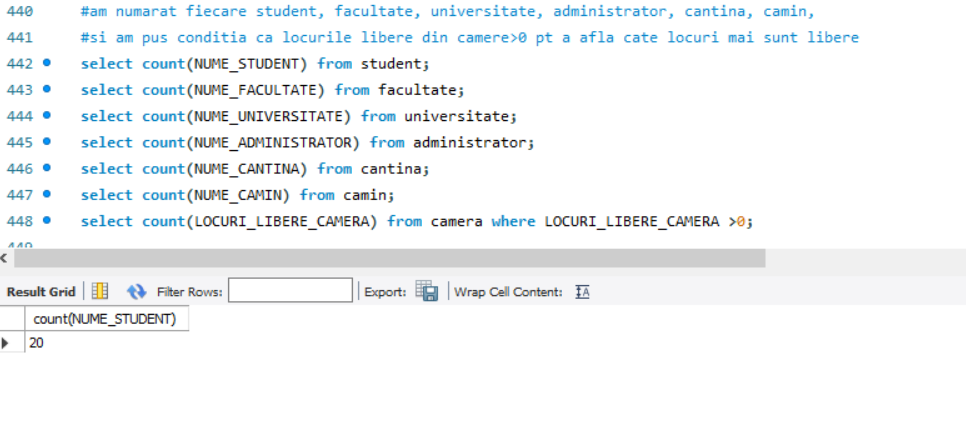 440 #am numarat fiecare student, facultate, universitate, administrator, cantina, camin,
441 #si am pus conditia ca locurile libere din camere>0 pt a afla cate locuri mai sunt libere
442 select count(NUME_STUDENT) from student;
443 select count(NUME_FACULTATE) from facultate;
444 select count(NUME_UNIVERSITATE) from universitate;
445 select count(NUME_ADMINISTRATOR) from administrator;
446 select count(NUME_CANTINA) from cantina;
447 select count(NUME_CAMIN) from camin;
448 select count(LOCURI_LIBERE_CAMERA) from camera where LOCURI_LIBERE_CAMERA >0;
Result Grid Filter Rows: Export: Wrap Cell Content:
count(NUME_STUDENT)
20